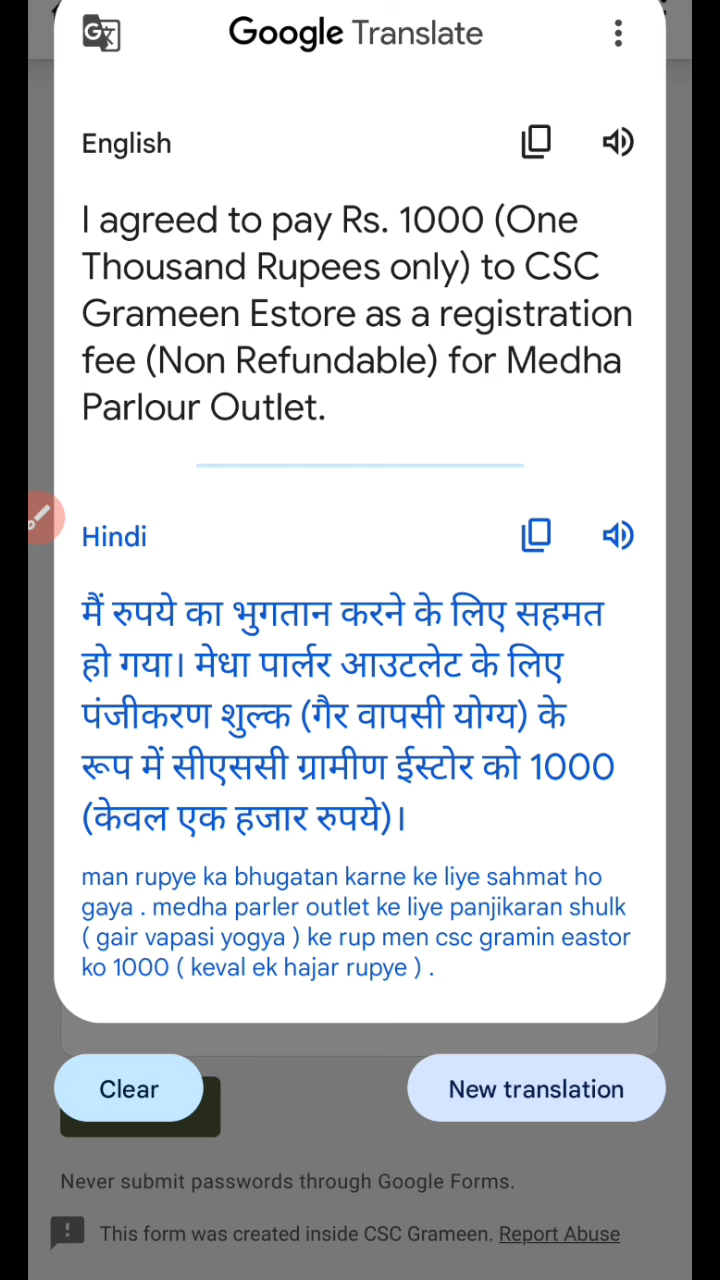 Google Translate
English
I agreed to pay Rs. 1000 (One
Thousand Rupees only) to CSC
Grameen Estore as a registration
fee (Non Refundable) for Medha
Parlour Outlet.
Hindi
मैं रुपये का भुगतान करने के लिए सहमत
हो गया। मेधा पार्लर आउटलेट के लिए
पंजीकरण शुल्क (गैर वापसी योग्य) के
रूप में सीएससी ग्रामीण ईस्टोर को 1000
(केवल एक हजार रुपये)।
man rupye ka bhugatan karne ke liye sahmat ho
gaya . medha parler outlet ke liye panjikaran shulk
( gair vapasi yogya ) ke rup men csc gramin eastor
ko 1000 ( keval ek hajar rupye ) .
Clear
New translation
Never submit passwords through Google Forms.
This form was created inside CSC Grameen. Report Abuse